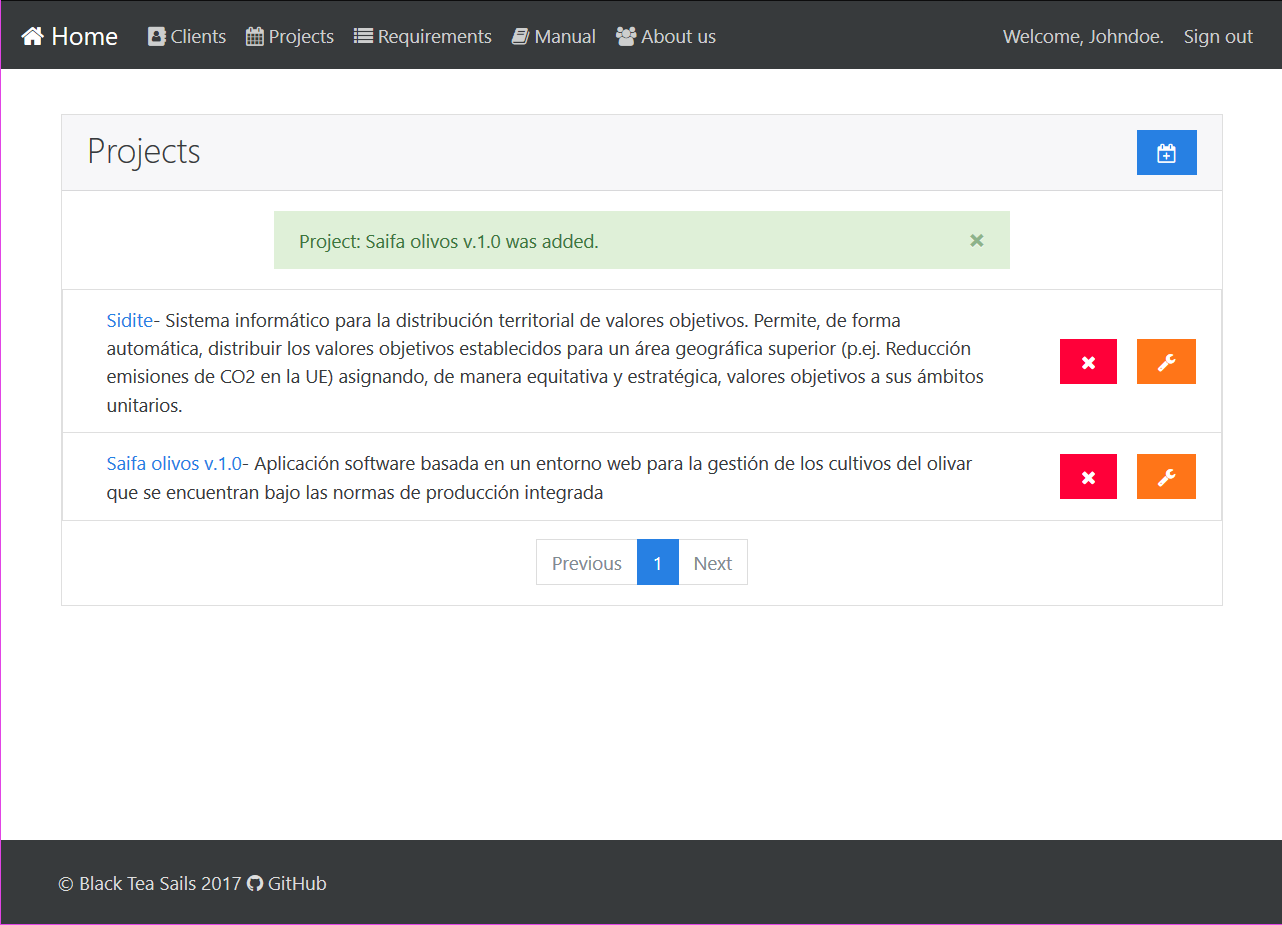 Home Clients Projects Requirements Manual About us Welcome, Johndoe. Sign out
Projects
Project: Saifa olivos v.1.0 was added.
Sidite- Sistema informático para la distribución territorial de valores objetivos. Permite, de forma
automática, distribuir los valores objetivos establecidos para un área geográfica superior (p.ej. Reducción
emisiones de CO2 en la UE) asignando, de manera equitativa y estratégica, valores objetivos a sus ámbitos
unitarios.
Saifa olivos v.1.0- Aplicación software basada en un entorno web para la gestión de los cultivos del olivar
que se encuentran bajo las normas de producción integrada
Previous 1 Next
© Black Tea Sails 2017 GitHub